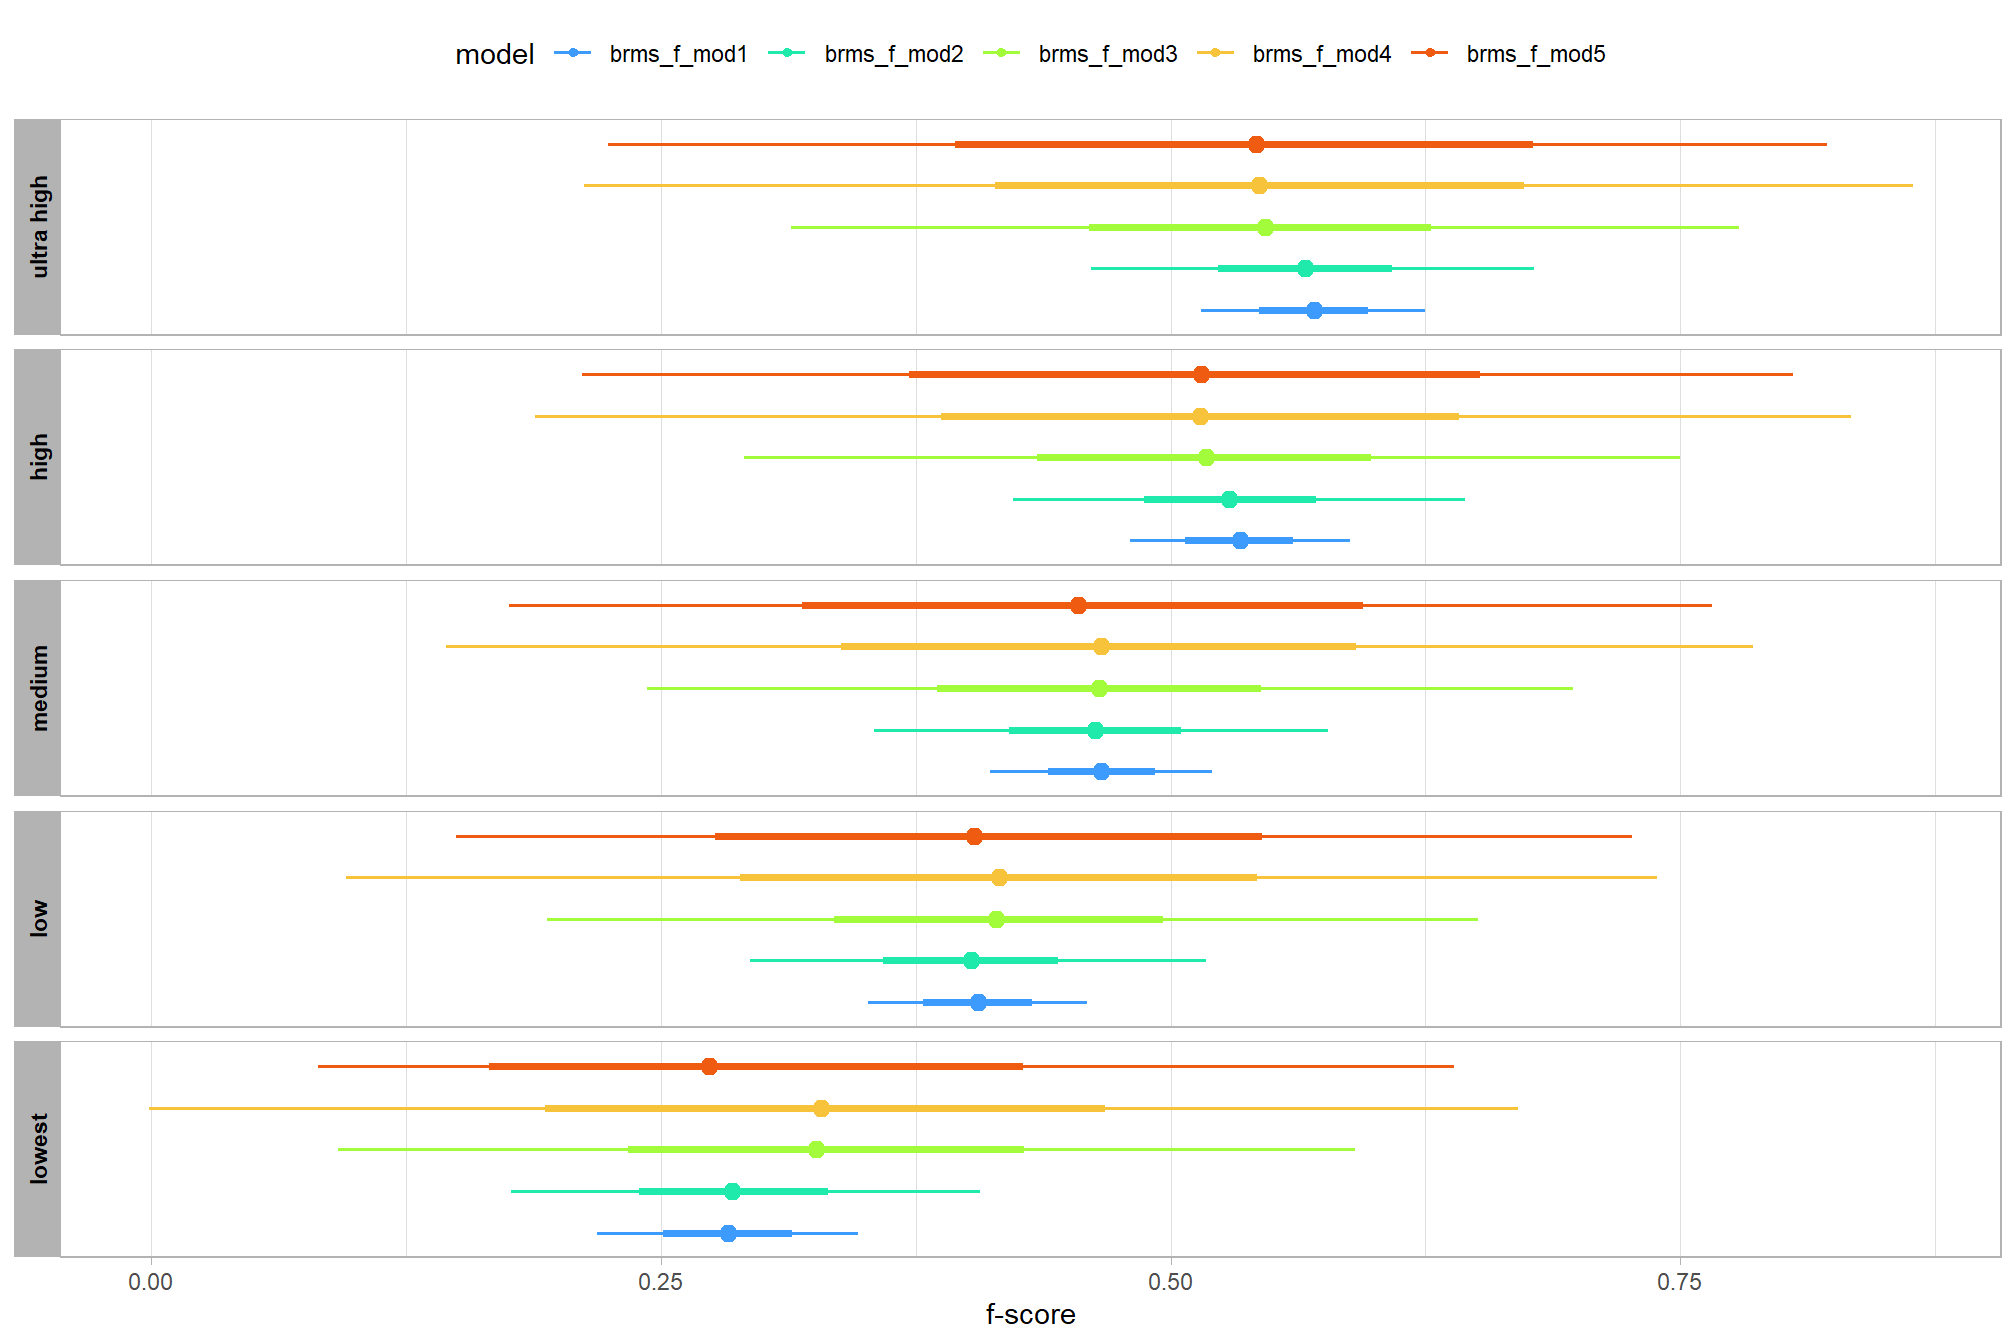 model brms_f_mod1 brms_f_mod2 brms_f_mod3 brms_f_mod4 brms_f_mod5
ultra high
high
medium
low
lowest
0.00 0.25 0.50 0.75
f-score